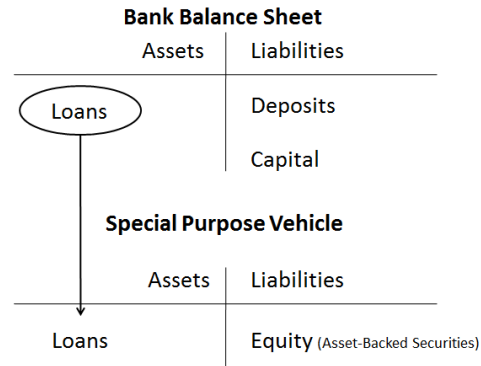 Bank Balance Sheet
Assets Liabilities
Loans Deposits
Capital
Special Purpose Vehicle
Assets Liabilities
Loans Equity (Asset-Backed Securities)